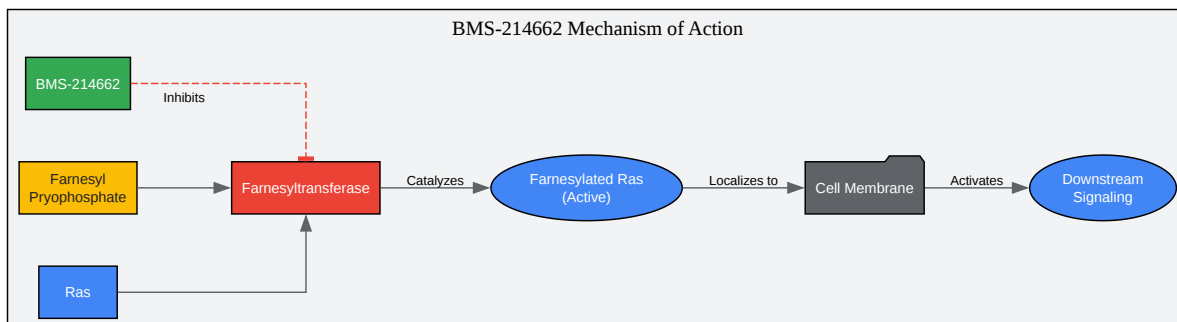 BMS-214662 Mechanism of Action
BMS-214662
Inhibits
Farnesyl
Pryophosphate
Farnesyltransferase
Catalyzes
Farnesylated Ras
(Active)
Localizes to
Cell Membrane
Activates
Downstream
Signaling
Ras